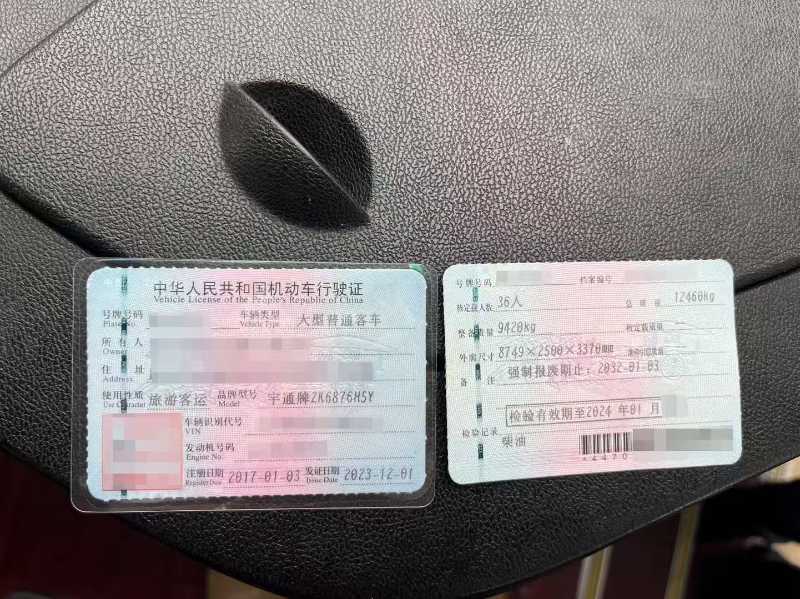 中华人民共和国机动车行驶证
Vehicle License of the People's Republic of China
号牌号码 车辆类型 大型普通客车
Plate No. Vehicle Type
所有人
Owner
住 址
Address
使用性质 旅游客运 品牌型号 宇通牌ZK6876H5Y
Use Character Model
车辆识别代号
VIN
发动机号码
Engine No.
注册日期 2017-01-03 发证日期 2023-12-01
Register Date Issue Date
号牌号码 档案编号
核定载人数 36人 总质量 12460kg
整备质量 9420kg 核定载质量
外廓尺寸 8749×2500×3370mm 准牵引总质量
备 注 强制报废期止：2032-01-03
检验有效期至2024 年01 月
检验记录
柴油